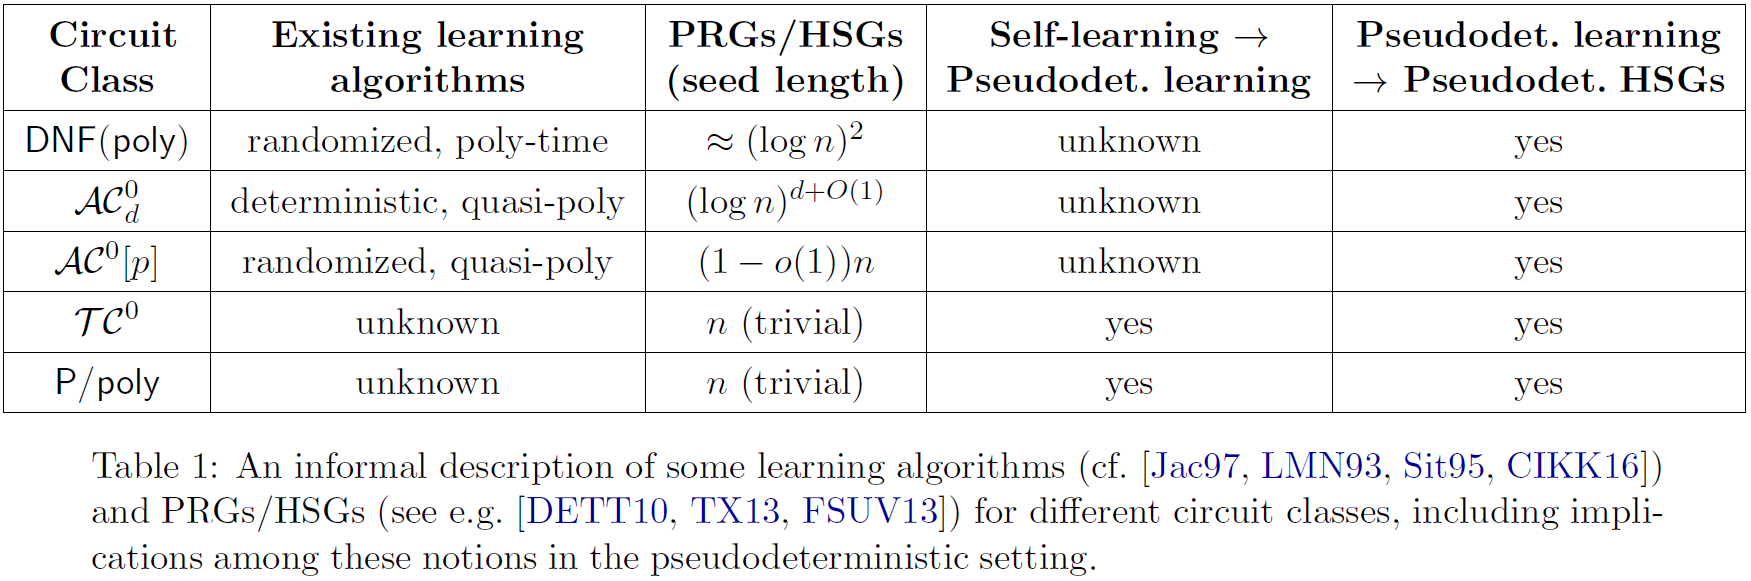 Circuit Class | Existing learning algorithms | PRGs/HSGs (seed length) | Self-learning → Pseudodet. learning | Pseudodet. learning → Pseudodet. HSGs
DNF(poly) | randomized, poly-time | ≈ (log n)² | unknown | yes
𝒜𝒞⁰_d | deterministic, quasi-poly | (log n)^{d+O(1)} | unknown | yes
𝒜𝒞⁰[p] | randomized, quasi-poly | (1 − o(1))n | unknown | yes
𝒯𝒞⁰ | unknown | n (trivial) | yes | yes
P/poly | unknown | n (trivial) | yes | yes
Table 1: An informal description of some learning algorithms (cf. [Jac97, LMN93, Sit95, CIKK16])
and PRGs/HSGs (see e.g. [DETT10, TX13, FSUV13]) for different circuit classes, including impli-
cations among these notions in the pseudodeterministic setting.